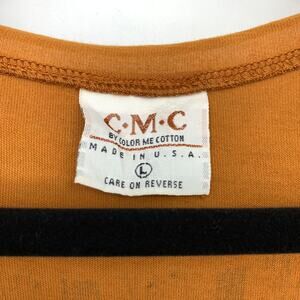 C·M·C
BY COLOR ME COTTON
MADE IN U.S.A.
L
CARE ON REVERSE